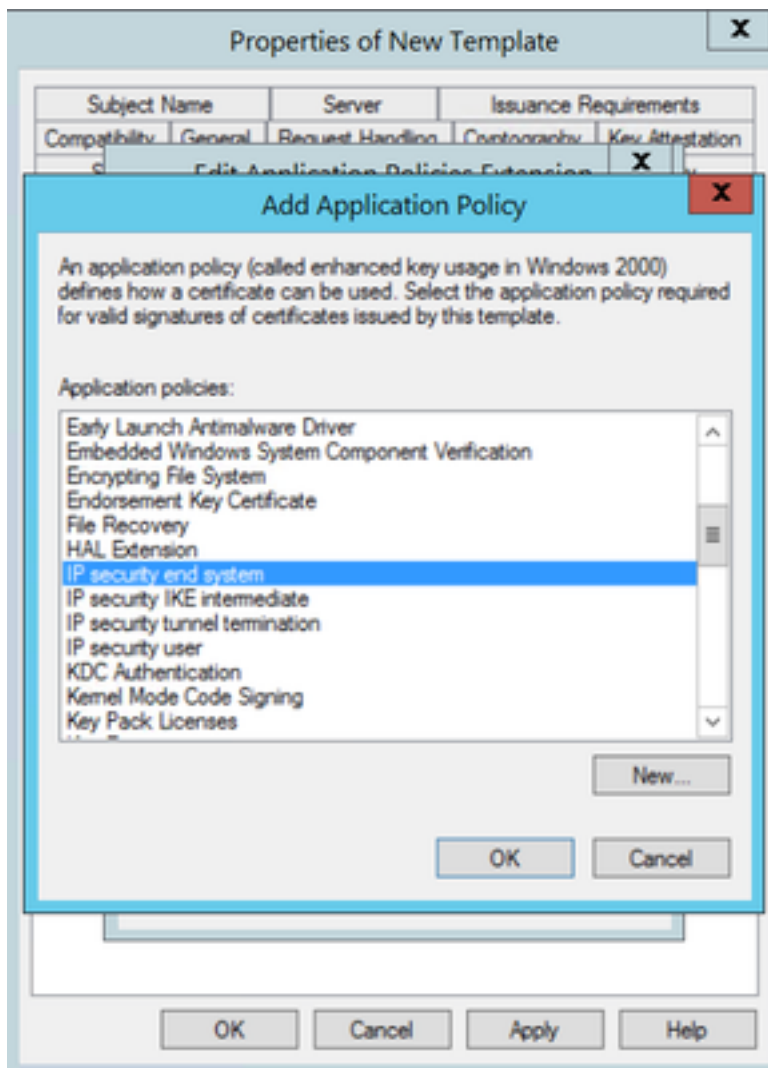 Properties of New Template
X
Subject Name
Server
Issuance Requirements
Compatibility
General
Request Handling
Cryptography
Key Attestation
Edit Application Policies Extension
X
Add Application Policy
X
An application policy (called enhanced key usage in Windows 2000)
defines how a certificate can be used. Select the application policy required
for valid signatures of certificates issued by this template.
Application policies:
Early Launch Antimalware Driver
Embedded Windows System Component Verification
Encrypting File System
Endorsement Key Certificate
File Recovery
HAL Extension
IP security end system
IP security IKE intermediate
IP security tunnel termination
IP security user
KDC Authentication
Kernel Mode Code Signing
Key Pack Licenses
New...
OK
Cancel
OK
Cancel
Apply
Help